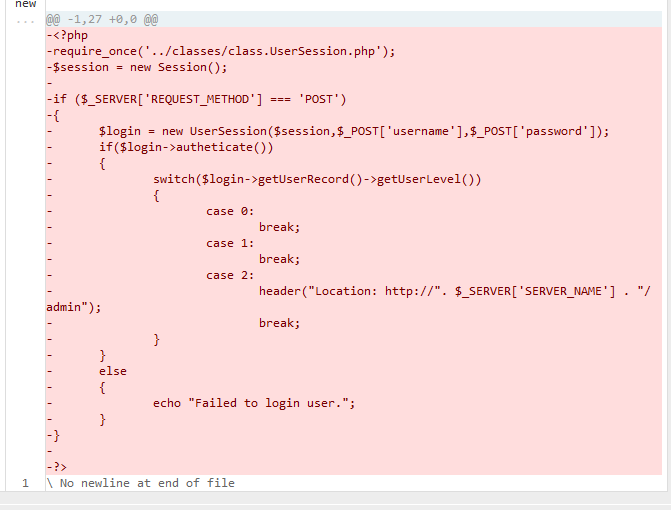 new
... @@ -1,27 +0,0 @@
-<?php
-require_once('../classes/class.UserSession.php');
-$session = new Session();
-
-if ($_SERVER['REQUEST_METHOD'] === 'POST')
-{
-       $login = new UserSession($session,$_POST['username'],$_POST['password']);
-       if($login->autheticate())
-       {
-               switch($login->getUserRecord()->getUserLevel())
-               {
-                       case 0:
-                               break;
-                       case 1:
-                               break;
-                       case 2:
-                               header("Location: http://". $_SERVER['SERVER_NAME'] . "/
admin");
-                               break;
-               }
-       }
-       else
-       {
-               echo "Failed to login user.";
-       }
-}
-
-?>
1 \ No newline at end of file